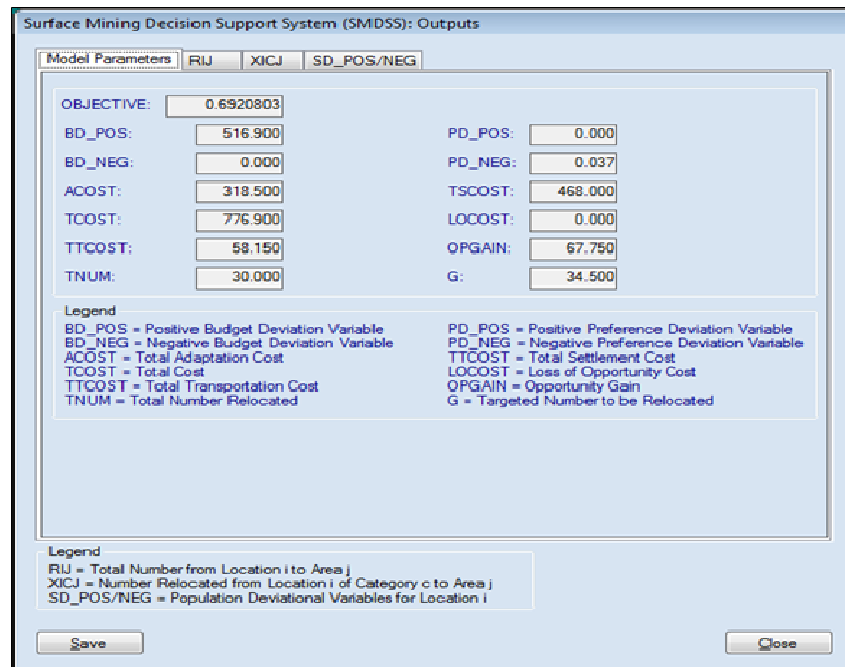 Surface Mining Decision Support System (SMDSS): Outputs
Model Parameters RIJ XICJ SD_POS/NEG
OBJECTIVE: 0.6920803
BD_POS: 516.900 PD_POS: 0.000
BD_NEG: 0.000 PD_NEG: 0.037
ACOST: 318.500 TSCOST: 468.000
TCOST: 776.900 LOCOST: 0.000
TTCOST: 58.150 OPGAIN: 67.750
TNUM: 30.000 G: 34.500
Legend
BD_POS = Positive Budget Deviation Variable PD_POS = Positive Preference Deviation Variable
BD_NEG = Negative Budget Deviation Variable PD_NEG = Negative Preference Deviation Variable
ACOST = Total Adaptation Cost TTCOST = Total Settlement Cost
TCOST = Total Cost LOCOST = Loss of Opportunity Cost
TTCOST = Total Transportation Cost OPGAIN = Opportunity Gain
TNUM = Total Number Relocated G = Targeted Number to be Relocated
Legend
RIJ = Total Number from Location i to Area j
XICJ = Number Relocated from Location i of Category c to Area j
SD_POS/NEG = Population Deviational Variables for Location i
Save Close